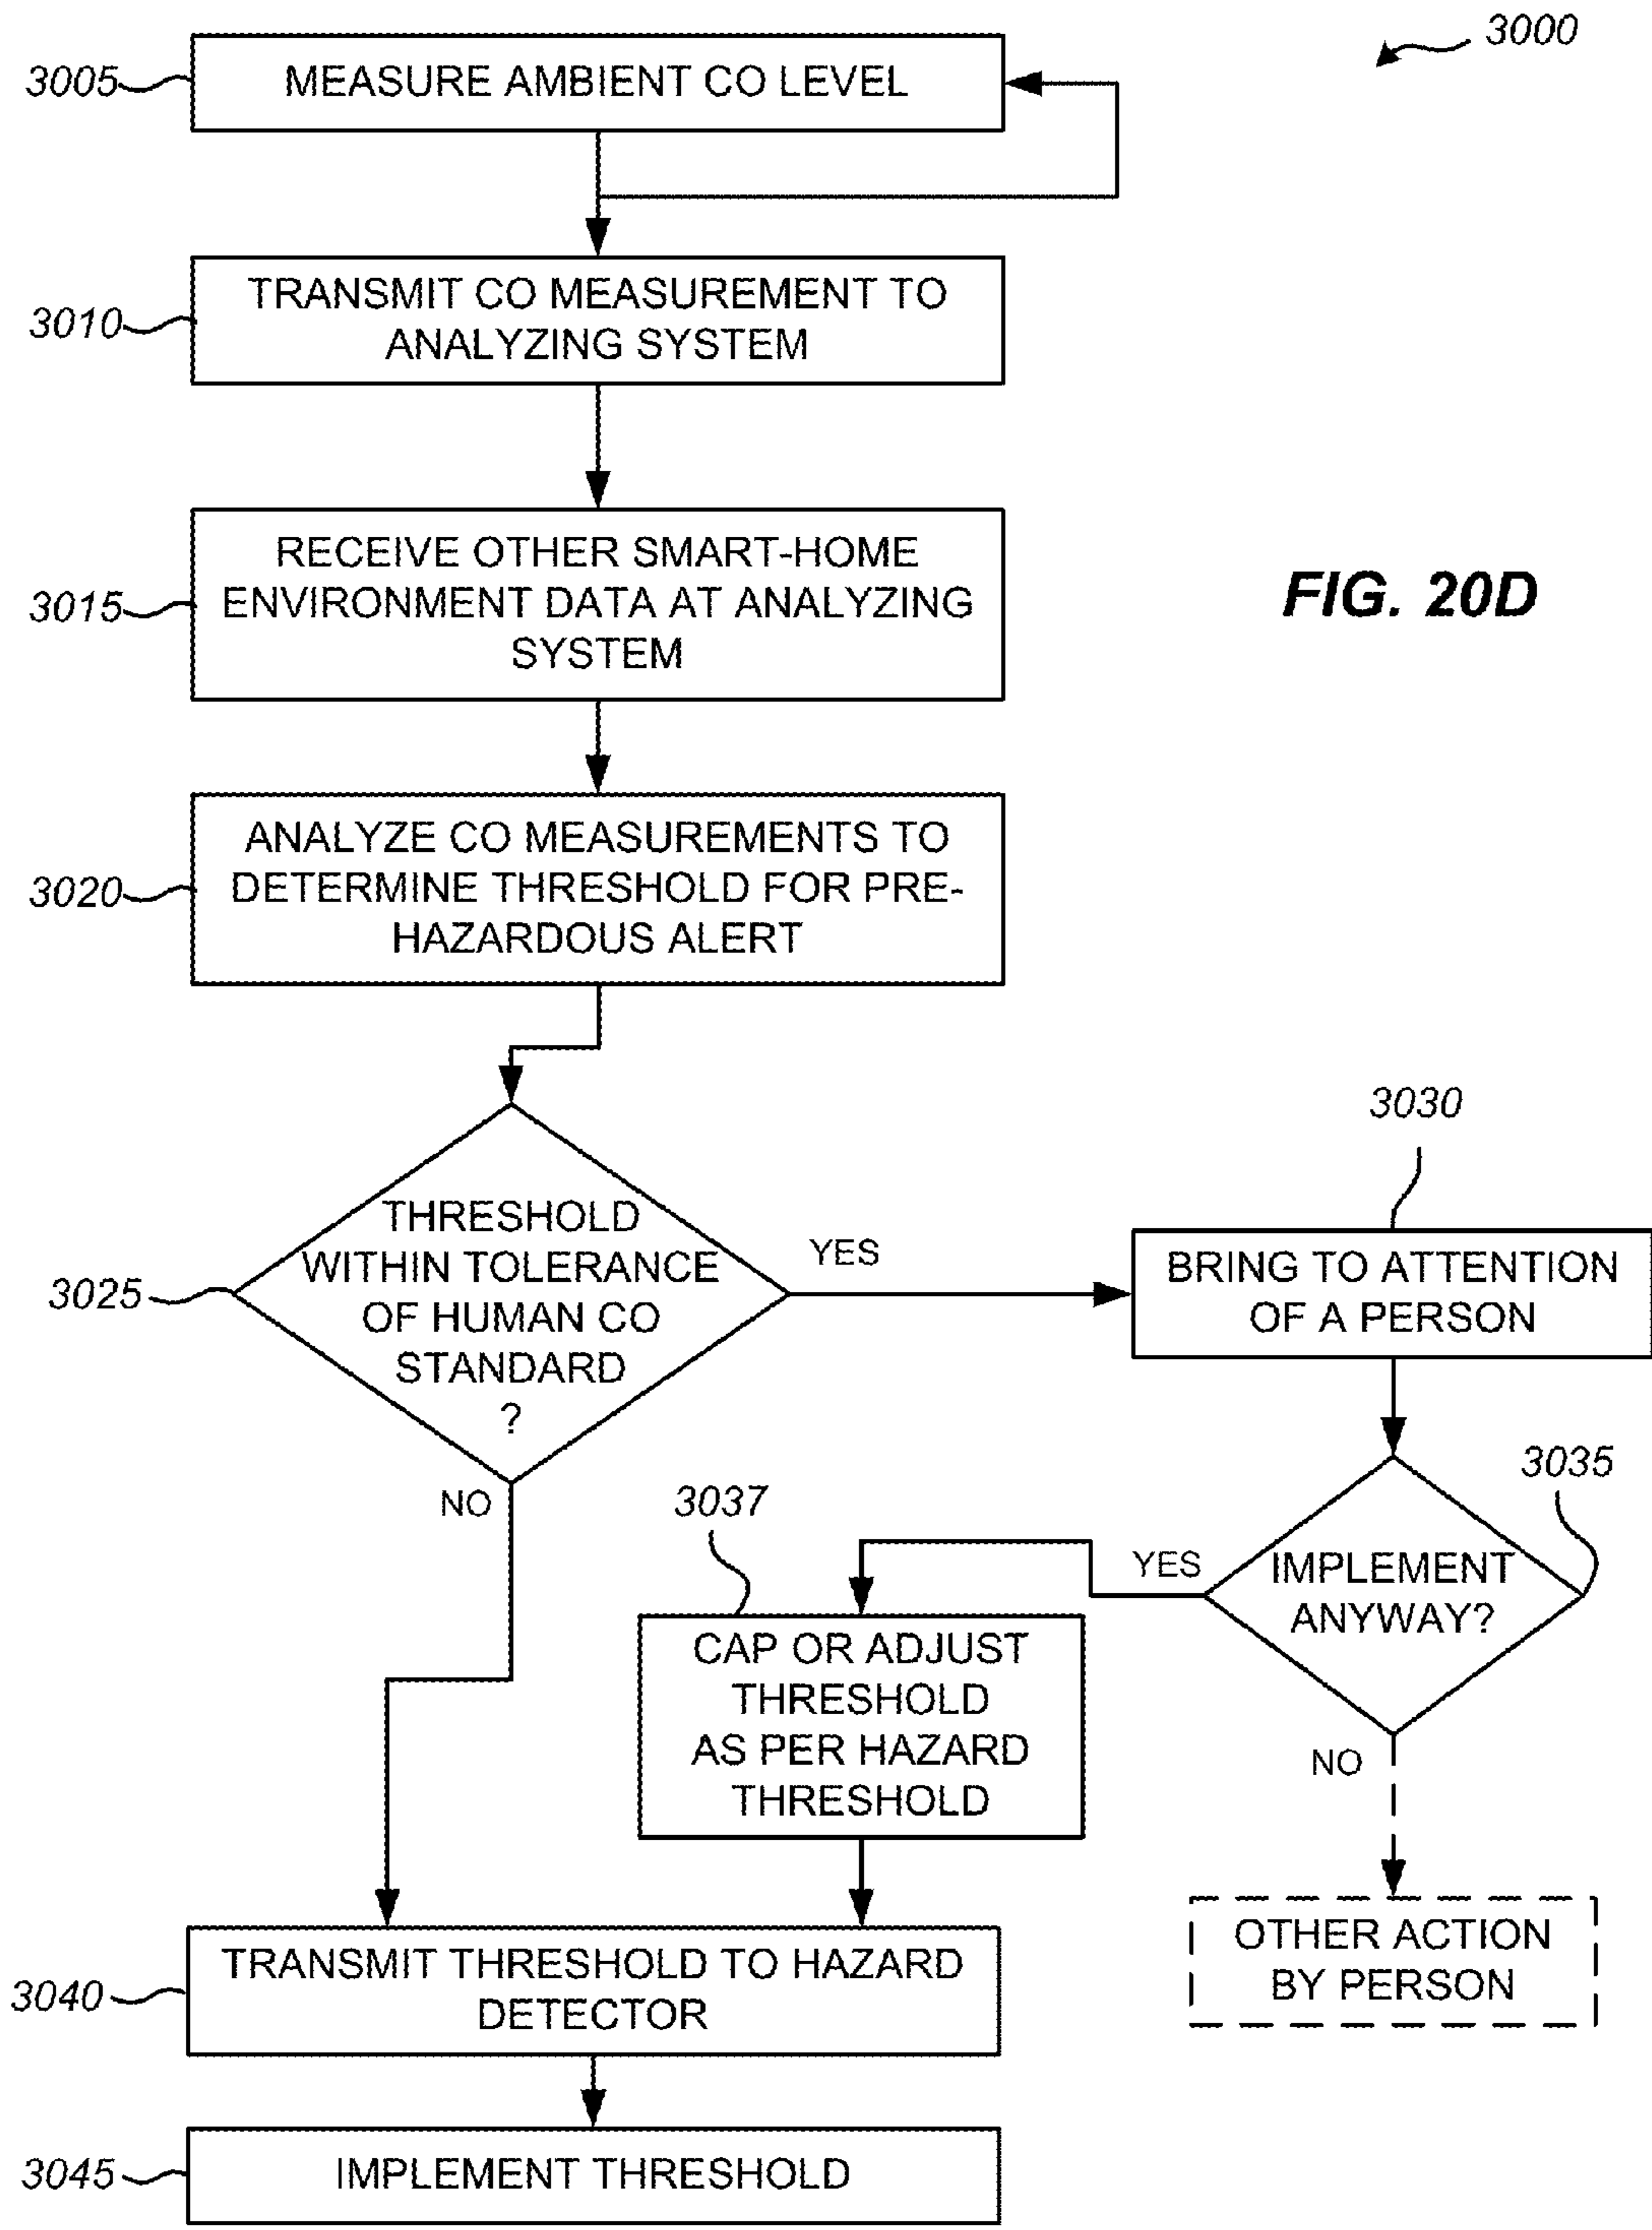 3000
3005
MEASURE AMBIENT CO LEVEL
3010
TRANSMIT CO MEASUREMENT TO
ANALYZING SYSTEM
3015
RECEIVE OTHER SMART-HOME
ENVIRONMENT DATA AT ANALYZING
SYSTEM
FIG. 20D
3020
ANALYZE CO MEASUREMENTS TO
DETERMINE THRESHOLD FOR PRE-
HAZARDOUS ALERT
3025
THRESHOLD
WITHIN TOLERANCE
OF HUMAN CO
STANDARD
?
YES
NO
3030
BRING TO ATTENTION
OF A PERSON
3035
IMPLEMENT
ANYWAY?
YES
NO
3037
CAP OR ADJUST
THRESHOLD
AS PER HAZARD
THRESHOLD
OTHER ACTION
BY PERSON
3040
TRANSMIT THRESHOLD TO HAZARD
DETECTOR
3045
IMPLEMENT THRESHOLD